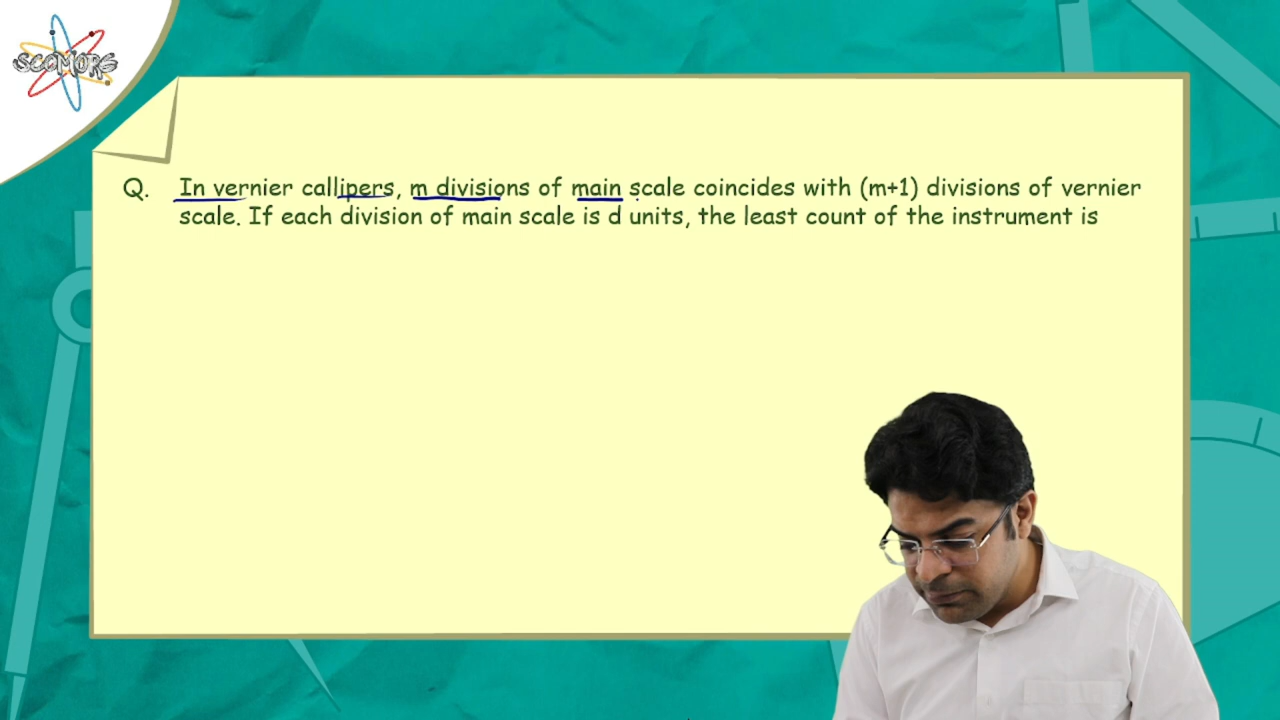 SCOMORS
Q. In vernier callipers, m divisions of main scale coincides with (m+1) divisions of vernier
scale. If each division of main scale is d units, the least count of the instrument is